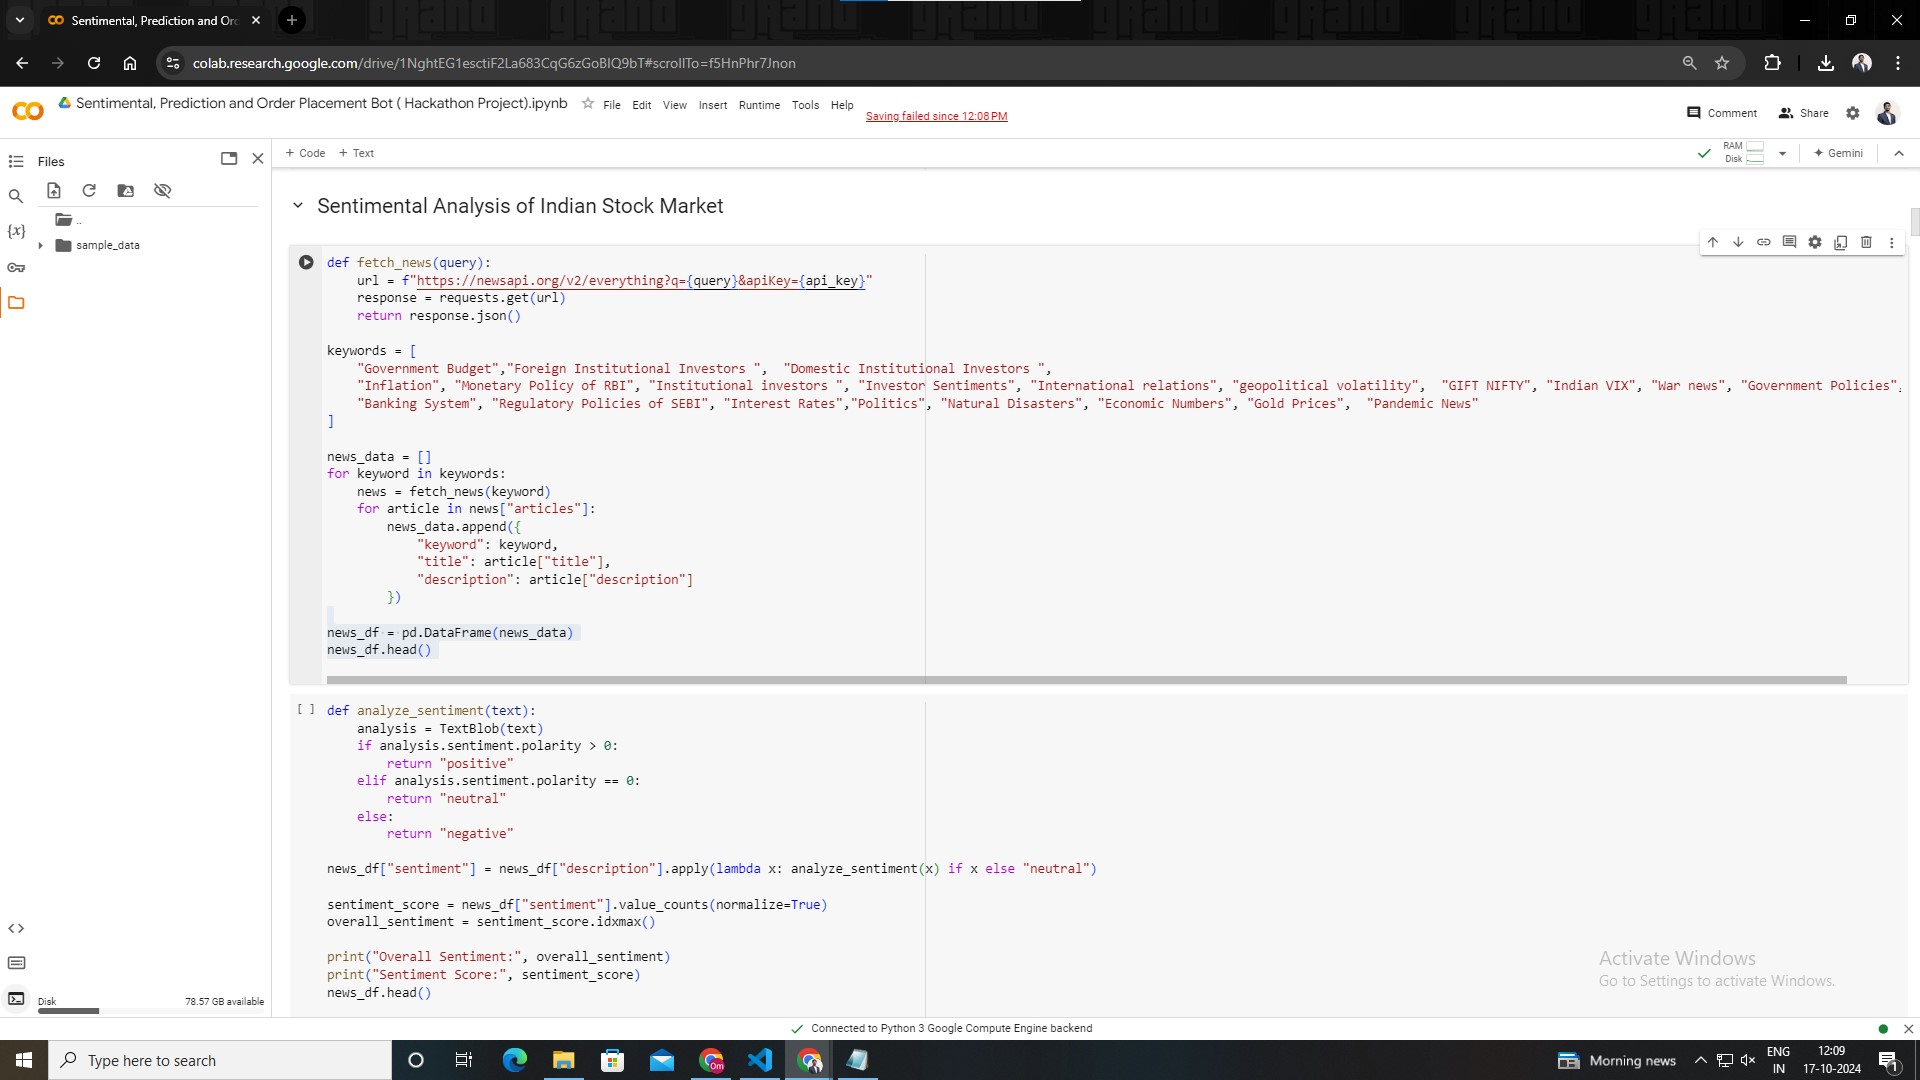 Sentimental, Prediction and Orc
colab.research.google.com/drive/1NghtEG1esctiF2La683CqG6zGoBIQ9bT#scrollTo=f5HnPhr7Jnon
Sentimental, Prediction and Order Placement Bot ( Hackathon Project).ipynb
File Edit View Insert Runtime Tools Help
Saving failed since 12:08 PM
Comment
Share
Files
+ Code + Text
RAM
Disk
Gemini
..
sample_data
{x}
Sentimental Analysis of Indian Stock Market
def fetch_news(query):
url = f"https://newsapi.org/v2/everything?q={query}&apiKey={api_key}"
response = requests.get(url)
return response.json()
keywords = [
"Government Budget","Foreign Institutional Investors ", "Domestic Institutional Investors ",
"Inflation", "Monetary Policy of RBI", "Institutional investors ", "Investor Sentiments", "International relations", "geopolitical volatility", "GIFT NIFTY", "Indian VIX", "War news", "Government Policies",
"Banking System", "Regulatory Policies of SEBI", "Interest Rates","Politics", "Natural Disasters", "Economic Numbers", "Gold Prices", "Pandemic News"
]
news_data = []
for keyword in keywords:
news = fetch_news(keyword)
for article in news["articles"]:
news_data.append({
"keyword": keyword,
"title": article["title"],
"description": article["description"]
})
news_df = pd.DataFrame(news_data)
news_df.head()
[ ] def analyze_sentiment(text):
analysis = TextBlob(text)
if analysis.sentiment.polarity > 0:
return "positive"
elif analysis.sentiment.polarity == 0:
return "neutral"
else:
return "negative"
news_df["sentiment"] = news_df["description"].apply(lambda x: analyze_sentiment(x) if x else "neutral")
sentiment_score = news_df["sentiment"].value_counts(normalize=True)
overall_sentiment = sentiment_score.idxmax()
print("Overall Sentiment:", overall_sentiment)
print("Sentiment Score:", sentiment_score)
news_df.head()
Activate Windows
Go to Settings to activate Windows.
Disk 78.57 GB available
Connected to Python 3 Google Compute Engine backend
Type here to search
Om
Morning news
ENG
IN
12:09
17-10-2024
1